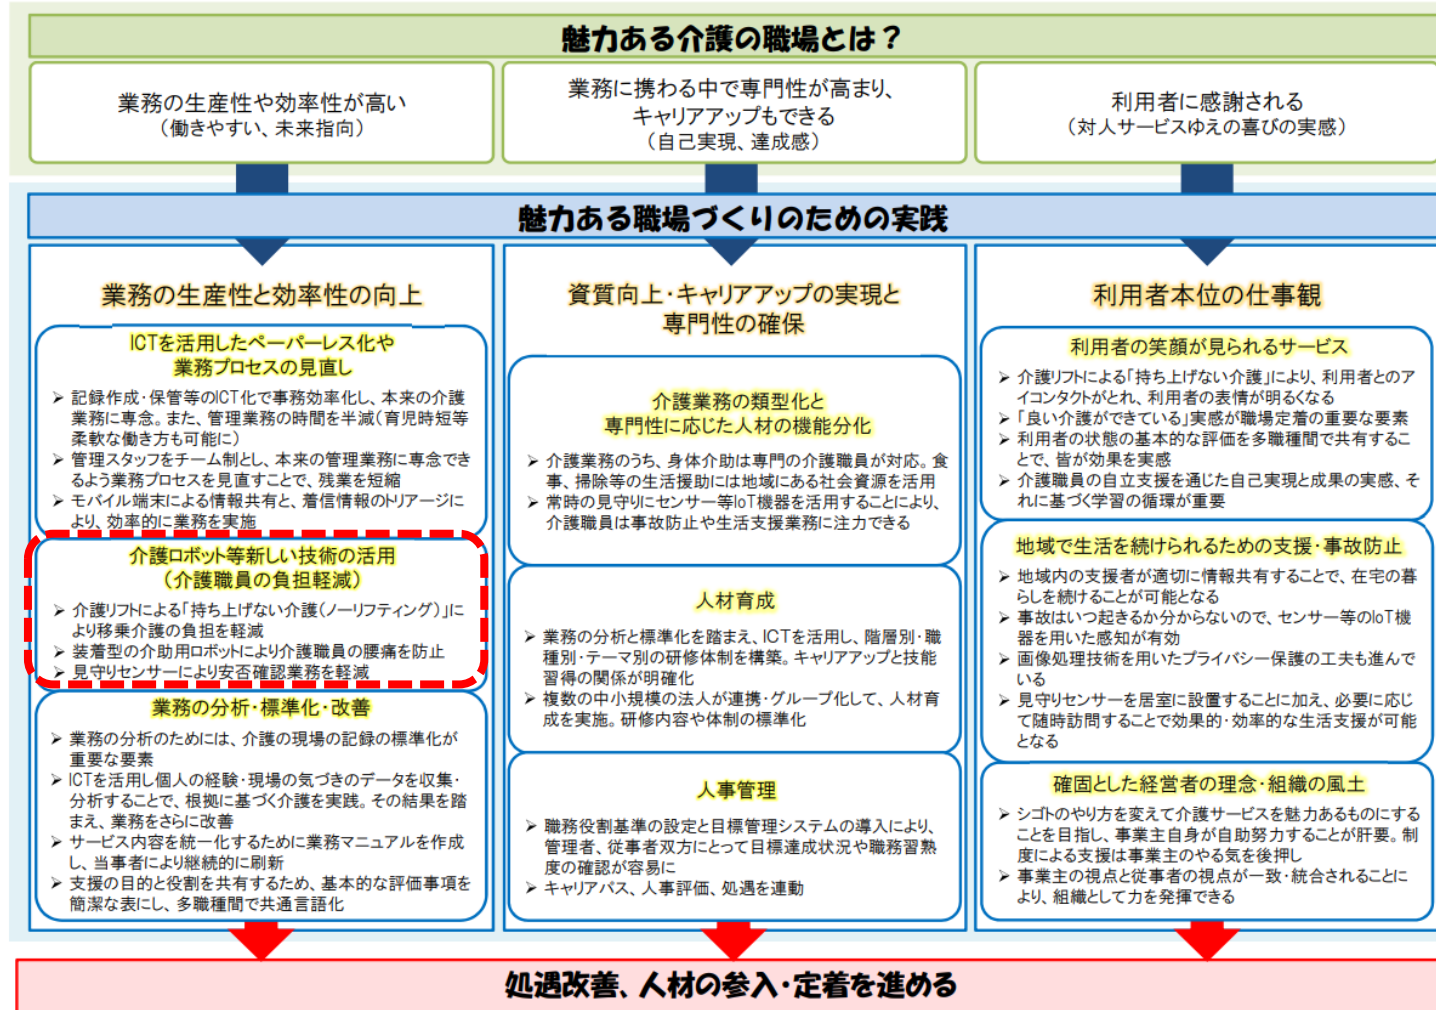 魅力ある介護の職場とは？
業務の生産性や効率性が高い
（働きやすい、未来指向）
業務に携わる中で専門性が高まり、
キャリアアップもできる
（自己実現、達成感）
利用者に感謝される
（対人サービスゆえの喜びの実感）
魅力ある職場づくりのための実践
業務の生産性と効率性の向上
ICTを活用したペーパーレス化や
業務プロセスの見直し
➢ 記録作成・保管等のICT化で事務効率化し、本来の介護
業務に専念。また、管理業務の時間を半減（育児時短等
柔軟な働き方も可能に）
➢ 管理スタッフをチーム制とし、本来の管理業務に専念でき
るよう業務プロセスを見直すことで、残業を短縮
➢ モバイル端末による情報共有と、着信情報のトリアージに
より、効率的に業務を実施
介護ロボット等新しい技術の活用
（介護職員の負担軽減）
➢ 介護リフトによる「持ち上げない介護（ノーリフティング）」に
より移乗介護の負担を軽減
➢ 装着型の介助用ロボットにより介護職員の腰痛を防止
➢ 見守りセンサーにより安否確認業務を軽減
業務の分析・標準化・改善
➢ 業務の分析のためには、介護の現場の記録の標準化が
重要な要素
➢ ICTを活用し個人の経験・現場の気づきのデータを収集・
分析することで、根拠に基づく介護を実践。その結果を踏
まえ、業務をさらに改善
➢ サービス内容を統一化するために業務マニュアルを作成
し、当事者により継続的に刷新
➢ 支援の目的と役割を共有するため、基本的な評価事項を
簡潔な表にし、多職種間で共通言語化
資質向上・キャリアアップの実現と
専門性の確保
介護業務の類型化と
専門性に応じた人材の機能分化
➢ 介護業務のうち、身体介助は専門の介護職員が対応。食
事、掃除等の生活援助には地域にある社会資源を活用
➢ 常時の見守りにセンサー等IoT機器を活用することにより、
介護職員は事故防止や生活支援業務に注力できる
人材育成
➢ 業務の分析と標準化を踏まえ、ICTを活用し、階層別・職
種別・テーマ別の研修体制を構築。キャリアアップと技能
習得の関係が明確化
➢ 複数の中小規模の法人が連携・グループ化して、人材育
成を実施。研修内容や体制の標準化
人事管理
➢ 職務役割基準の設定と目標管理システムの導入により、
管理者、従事者双方にとって目標達成状況や職務習熟
度の確認が容易に
➢ キャリアパス、人事評価、処遇を連動
利用者本位の仕事観
利用者の笑顔が見られるサービス
➢ 介護リフトによる「持ち上げない介護」により、利用者とのア
イコンタクトがとれ、利用者の表情が明るくなる
➢ 「良い介護ができている」実感が職場定着の重要な要素
➢ 利用者の状態の基本的な評価を多職種間で共有するこ
とで、皆が効果を実感
➢ 介護職員の自立支援を通じた自己実現と成果の実感、そ
れに基づく学習の循環が重要
地域で生活を続けられるための支援・事故防止
➢ 地域内の支援者が適切に情報共有することで、在宅の暮
らしを続けることが可能となる
➢ 事故はいつ起きるか分からないので、センサー等のIoT機
器を用いた感知が有効
➢ 画像処理技術を用いたプライバシー保護の工夫も進んで
いる
➢ 見守りセンサーを居室に設置することに加え、必要に応じ
て随時訪問することで効果的・効率的な生活支援が可能
となる
確固とした経営者の理念・組織の風土
➢ シゴトのやり方を変えて介護サービスを魅力あるものにする
ことを目指し、事業主自身が自助努力することが肝要。制
度による支援は事業主のやる気を後押し
➢ 事業主の視点と従事者の視点が一致・統合されることに
より、組織として力を発揮できる
処遇改善、人材の参入・定着を進める